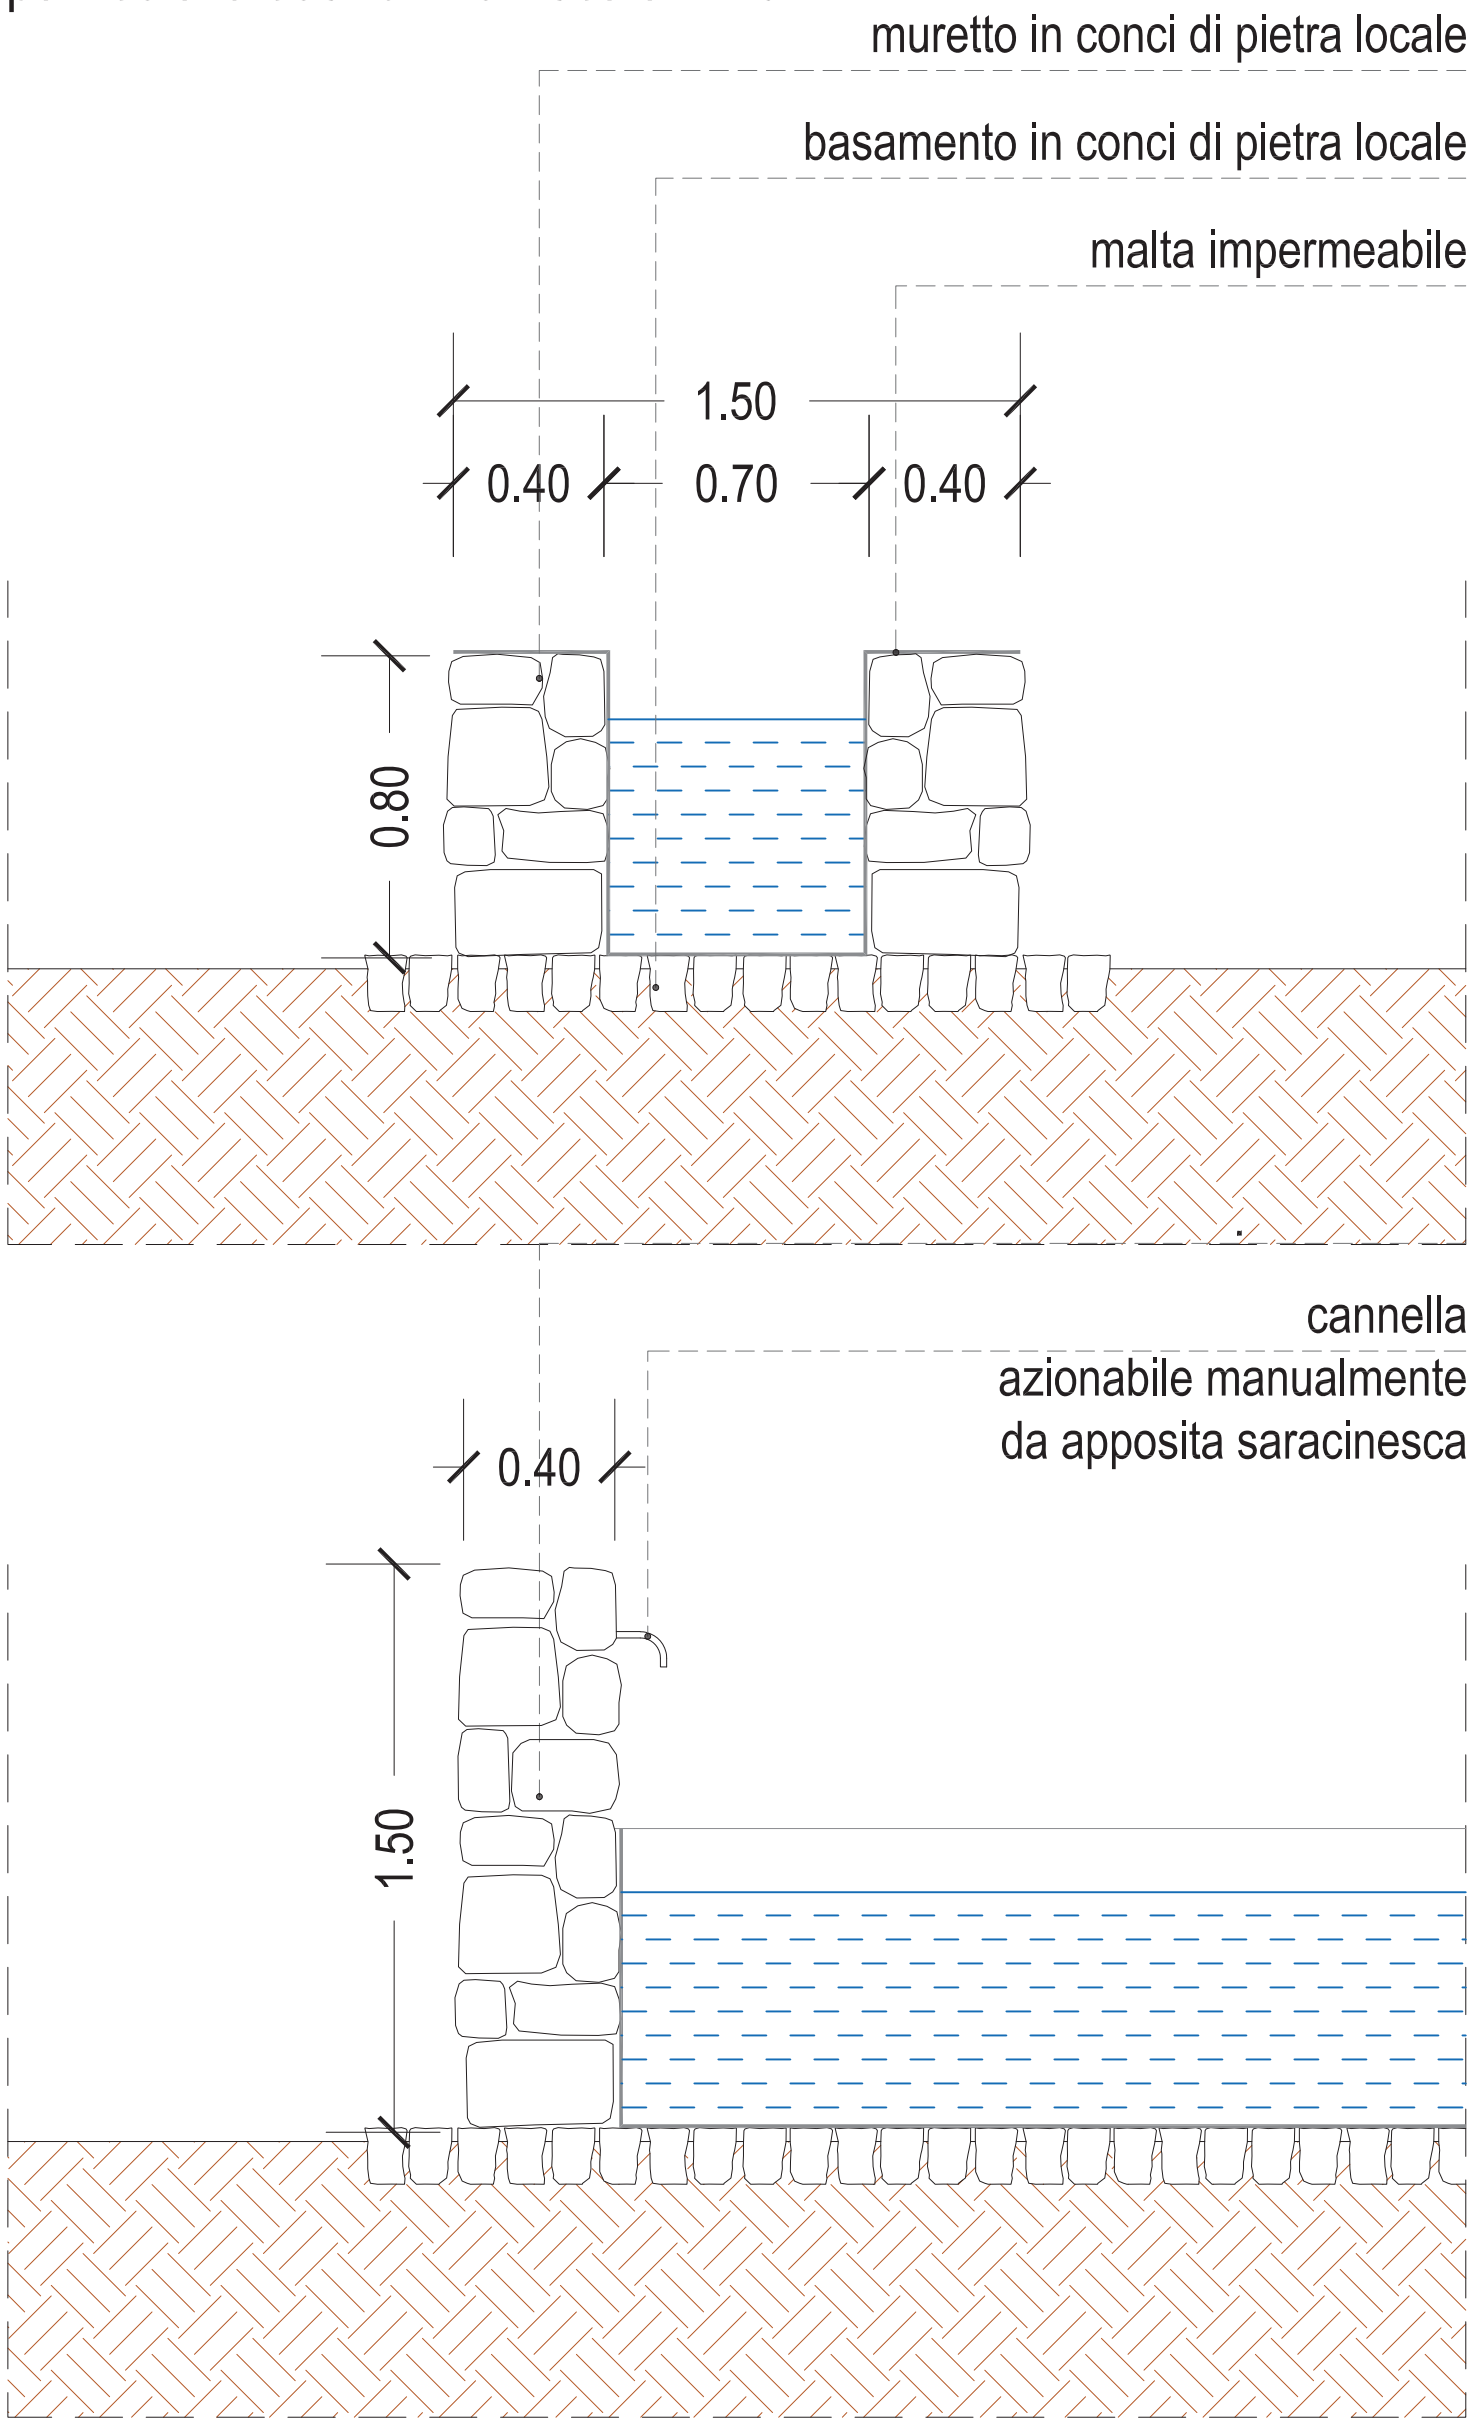 muretto in conci di pietra locale
basamento in conci di pietra locale
malta impermeabile
1.50
0.40 0.70 0.40
0.80
cannella
azionabile manualmente
da apposita saracinesca
0.40
1.50